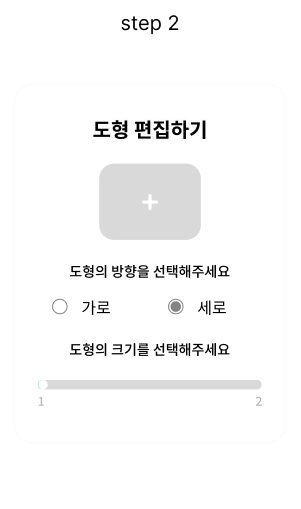 step 2
도형 편집하기
+
도형의 방향을 선택해주세요
가로 세로
도형의 크기를 선택해주세요
1 2